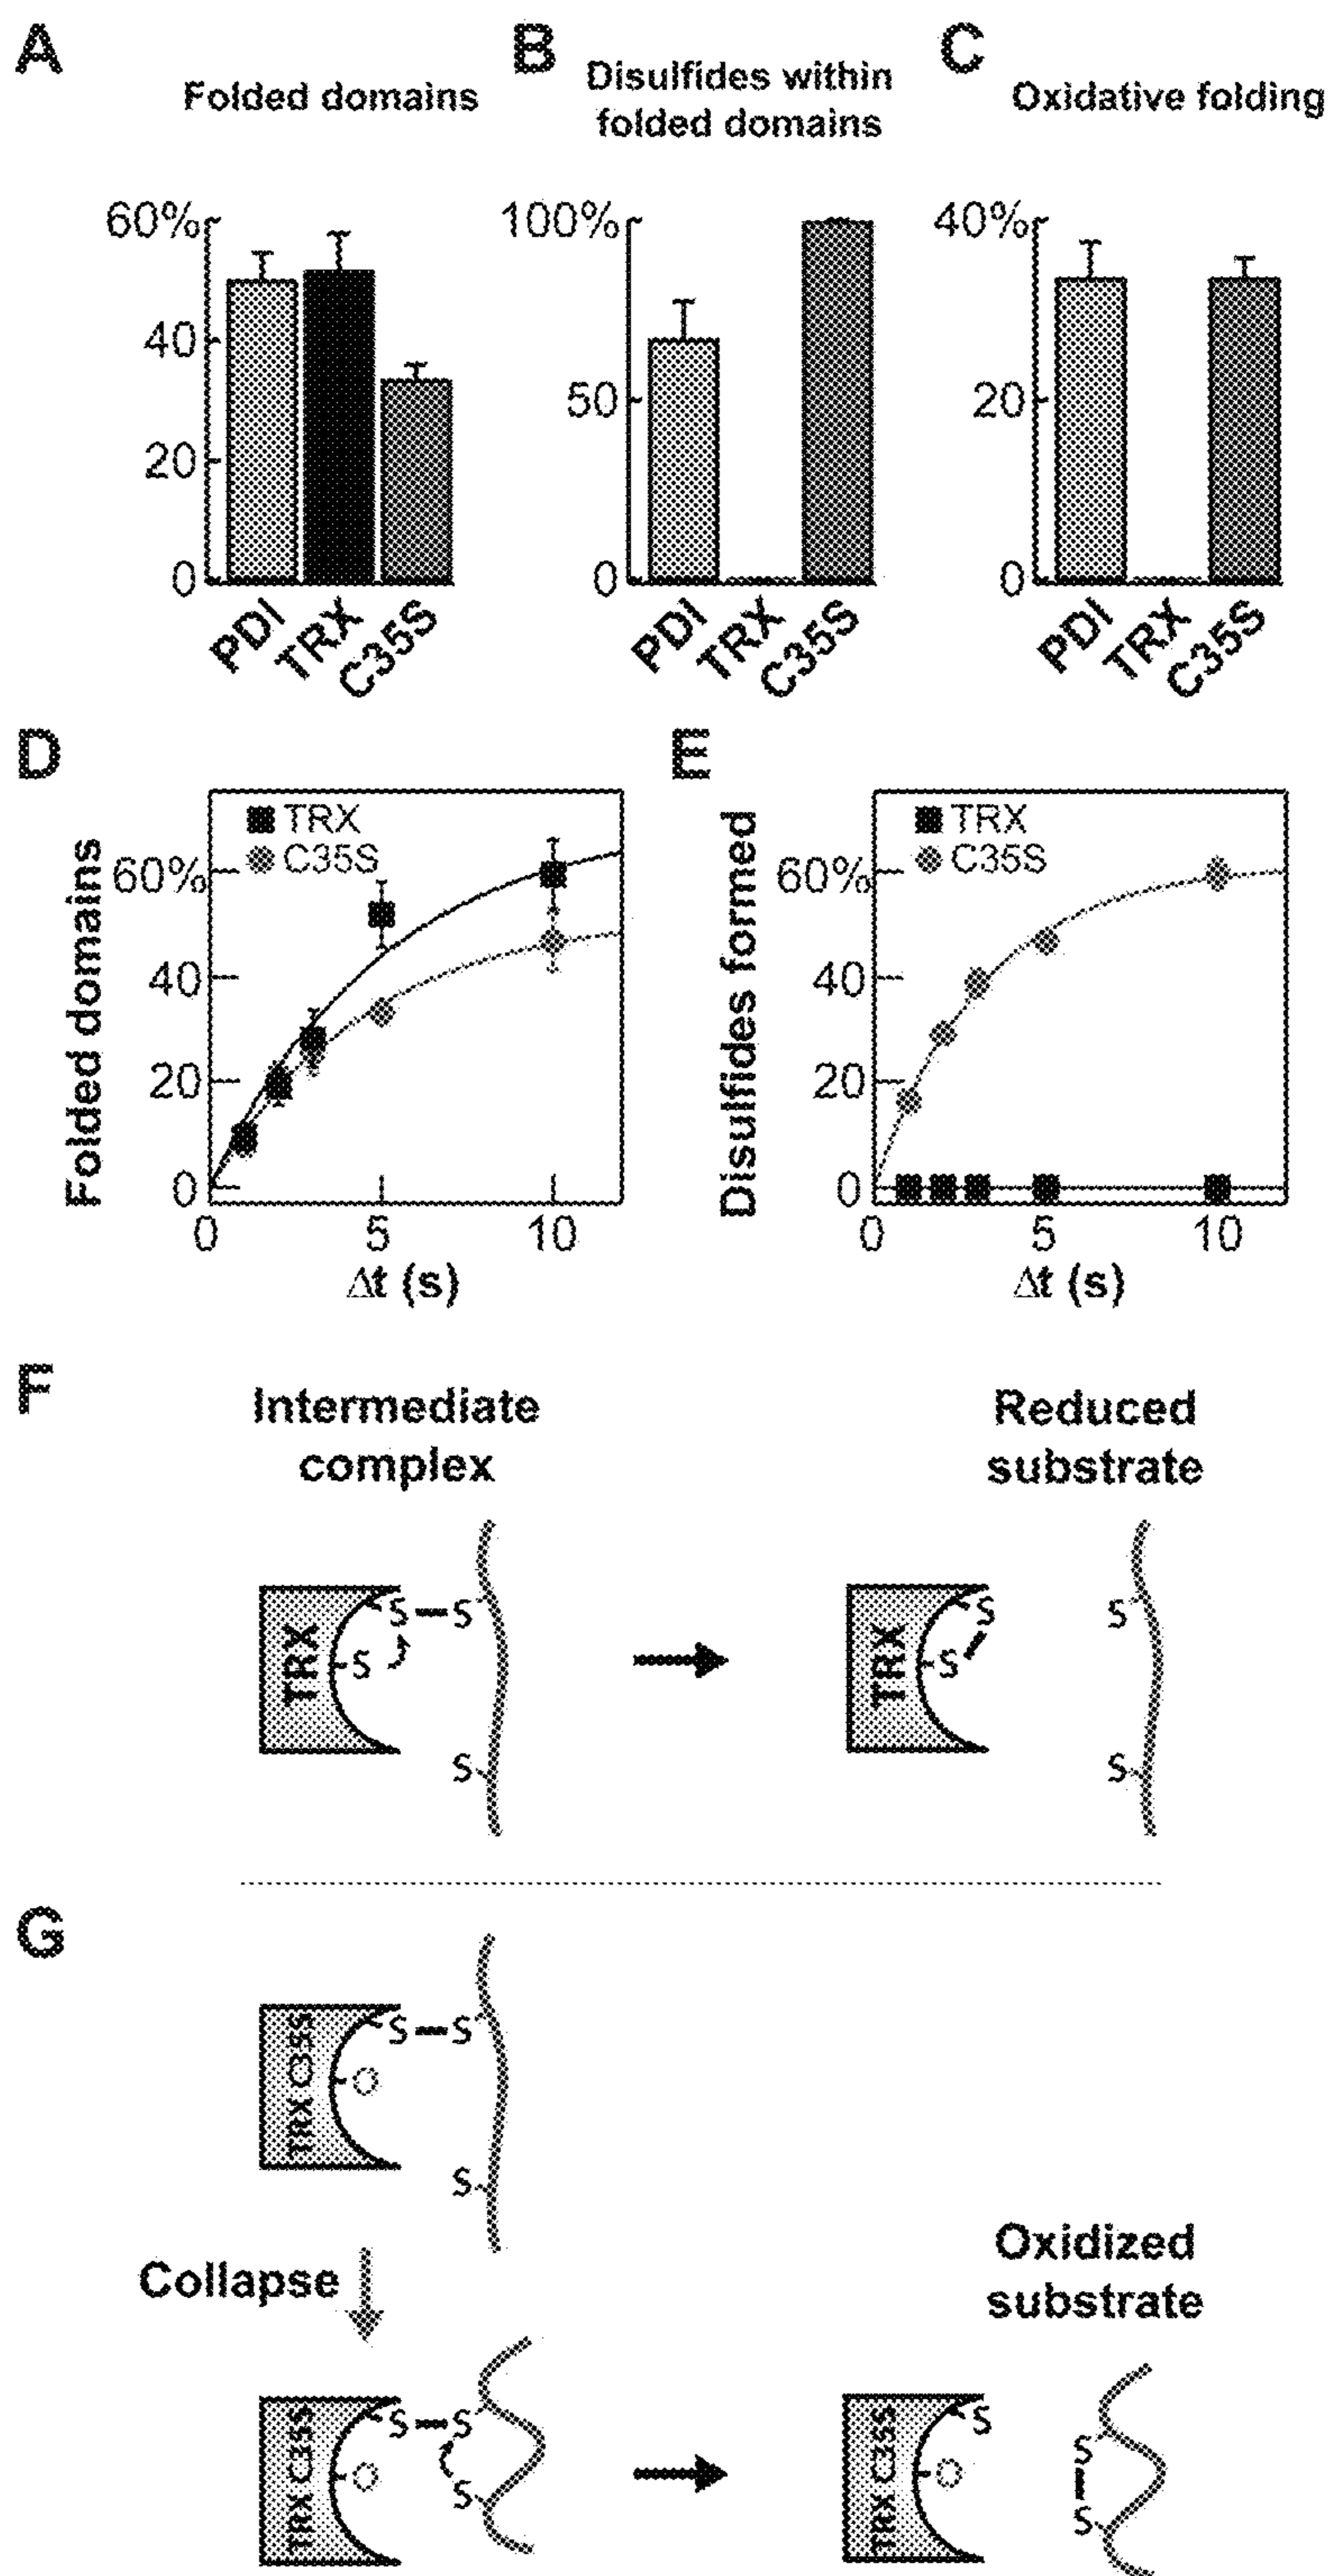 A
Folded domains
60%
40
20
0
PDI
TRX
C35S
B
Disulfides within
folded domains
100%
50
0
PDI
TRX
C35S
C
Oxidative folding
40%
20
0
PDI
TRX
C35S
D
Folded domains
TRX
C35S
60%
40
20
0
0 5 10
Δt (s)
E
Disulfides formed
TRX
C35S
60%
40
20
0
0 5 10
Δt (s)
F
Intermediate
complex
Reduced
substrate
TRX
S S
S
S
TRX
S
S
S
S
G
TRX C35S
S S
S
Collapse
Oxidized
substrate
TRX C35S
S S
S
TRX C35S
S
S
S